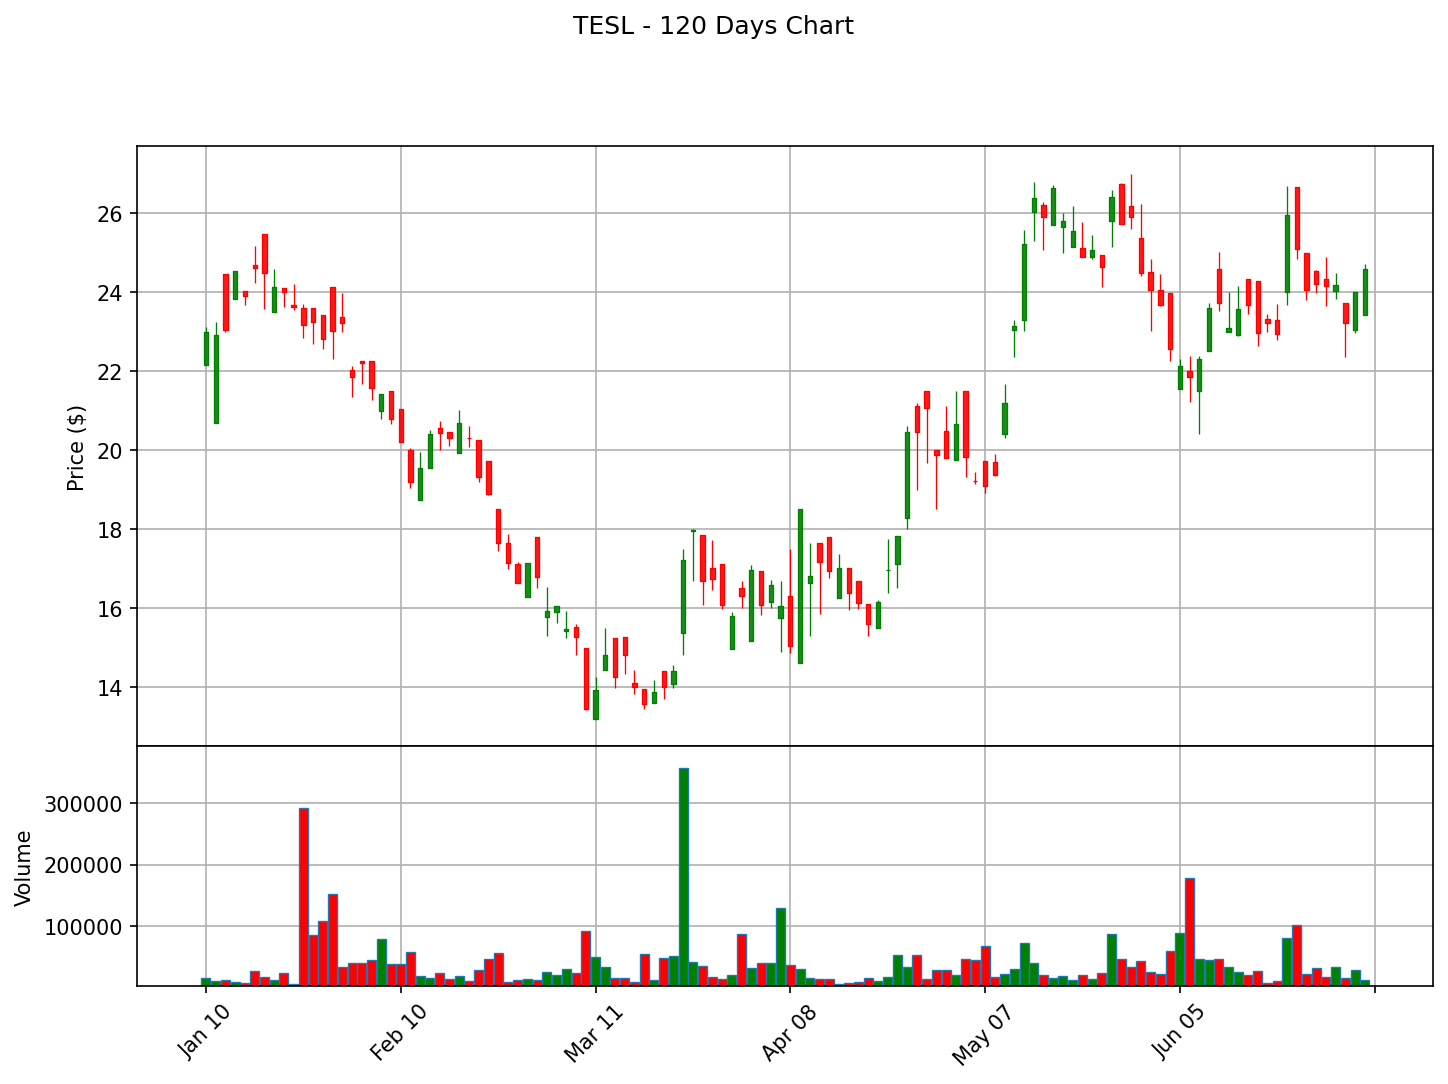 TESL - 120 Days Chart
Price ($)
26
24
22
20
18
16
14
Volume
300000
200000
100000
Jan 10
Feb 10
Mar 11
Apr 08
May 07
Jun 05